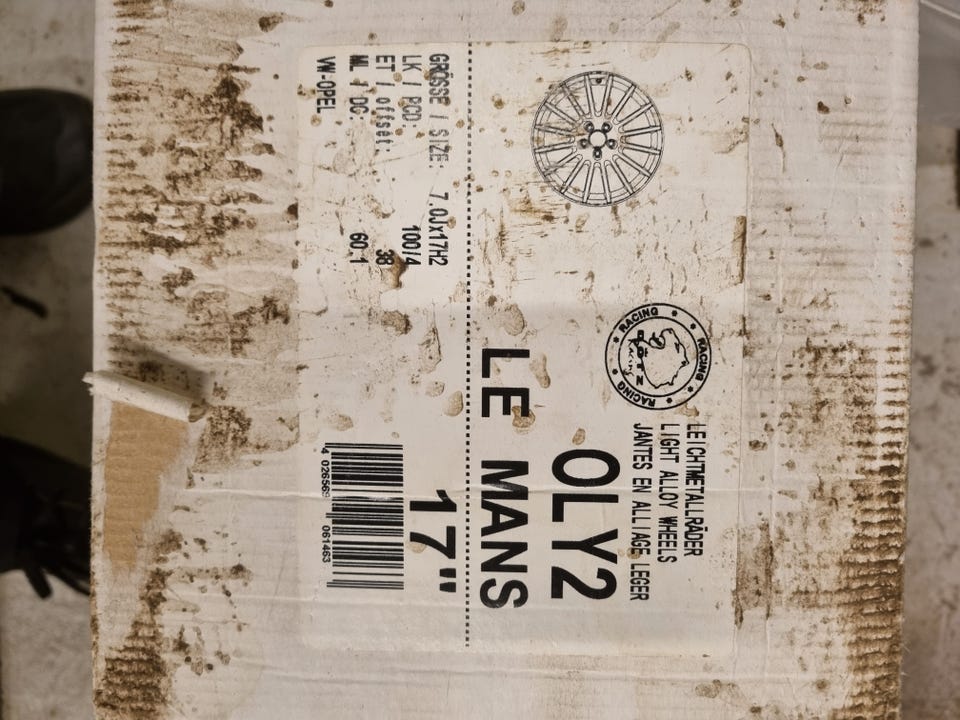 LEICHTMETALLRÄDER
LIGHT ALLOY WHEELS
JANTES EN ALLIAGE LEGER
RACING RACING RACING
OLY2
LE MANS
17"
GRÖSSE / SIZE: 7.0Jx17H2
LK / PCD: 100/4
ET / offset: 38
ML / DC: 60.1
VW-OPEL
4 026569 061463